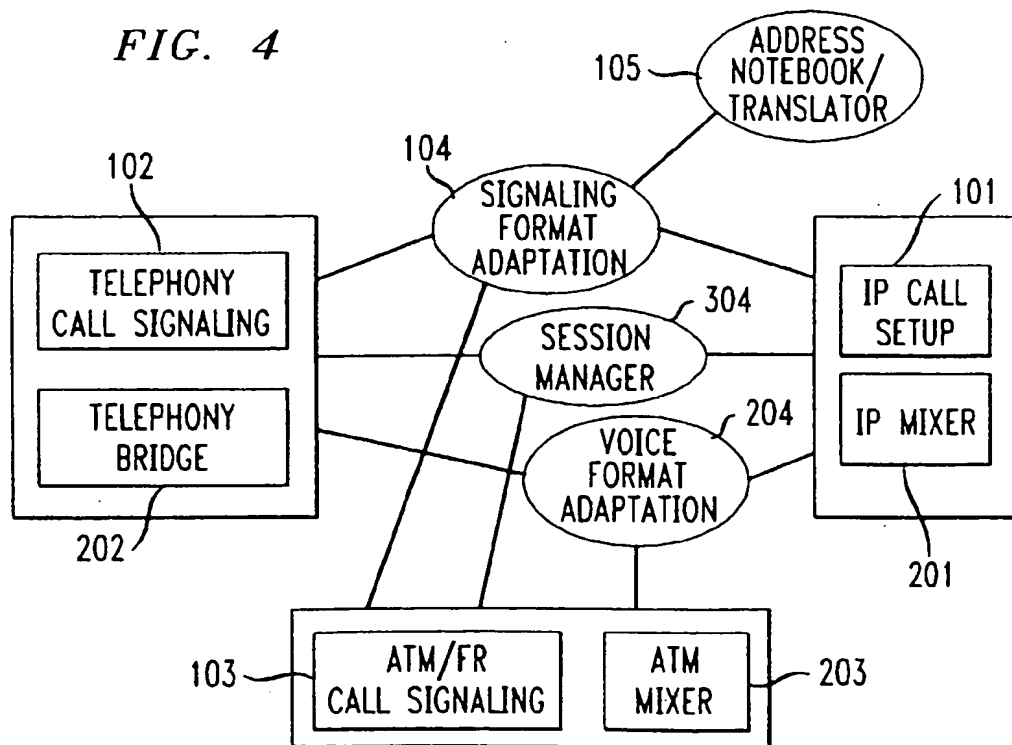 FIG. 4
ADDRESS
NOTEBOOK/
TRANSLATOR
105
104
SIGNALING
FORMAT
ADAPTATION
102
TELEPHONY
CALL SIGNALING
101
IP CALL
SETUP
304
SESSION
MANAGER
TELEPHONY
BRIDGE
202
204
VOICE
FORMAT
ADAPTATION
IP MIXER
201
103
ATM/FR
CALL SIGNALING
ATM
MIXER
203